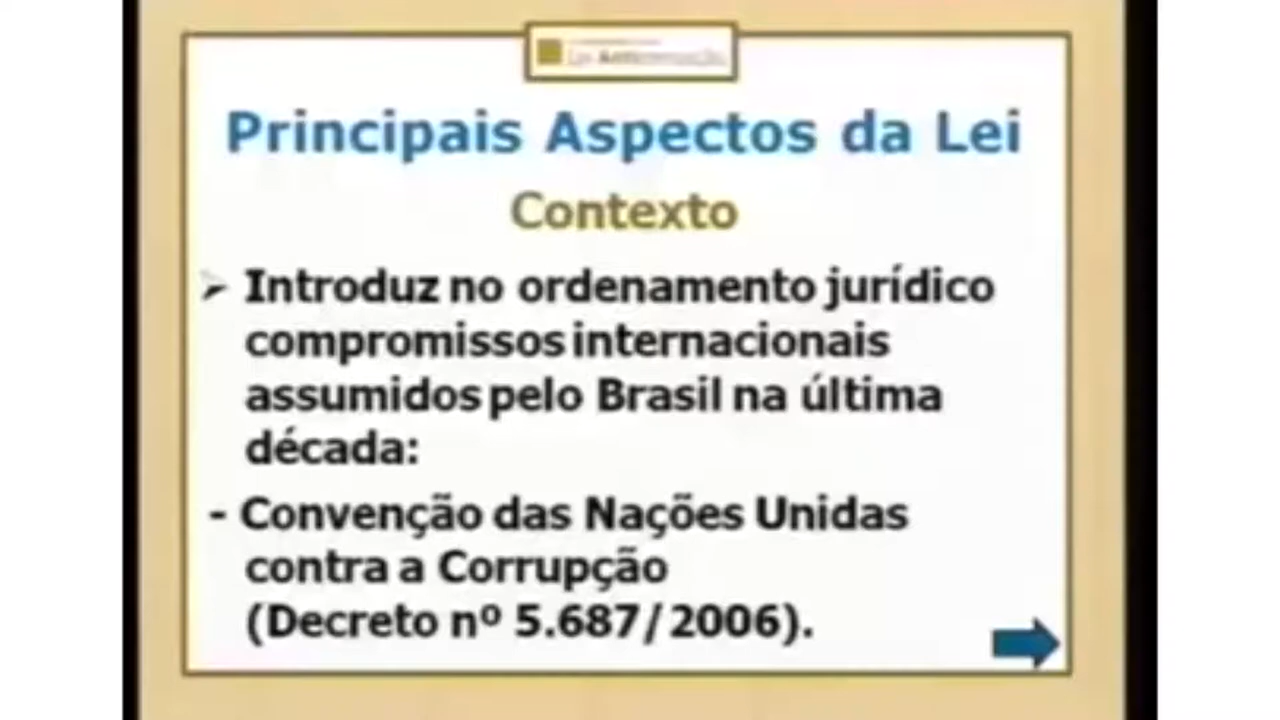 Principais Aspectos da Lei
Contexto
➢ Introduz no ordenamento jurídico
compromissos internacionais
assumidos pelo Brasil na última
década:
- Convenção das Nações Unidas
contra a Corrupção
(Decreto nº 5.687/2006).